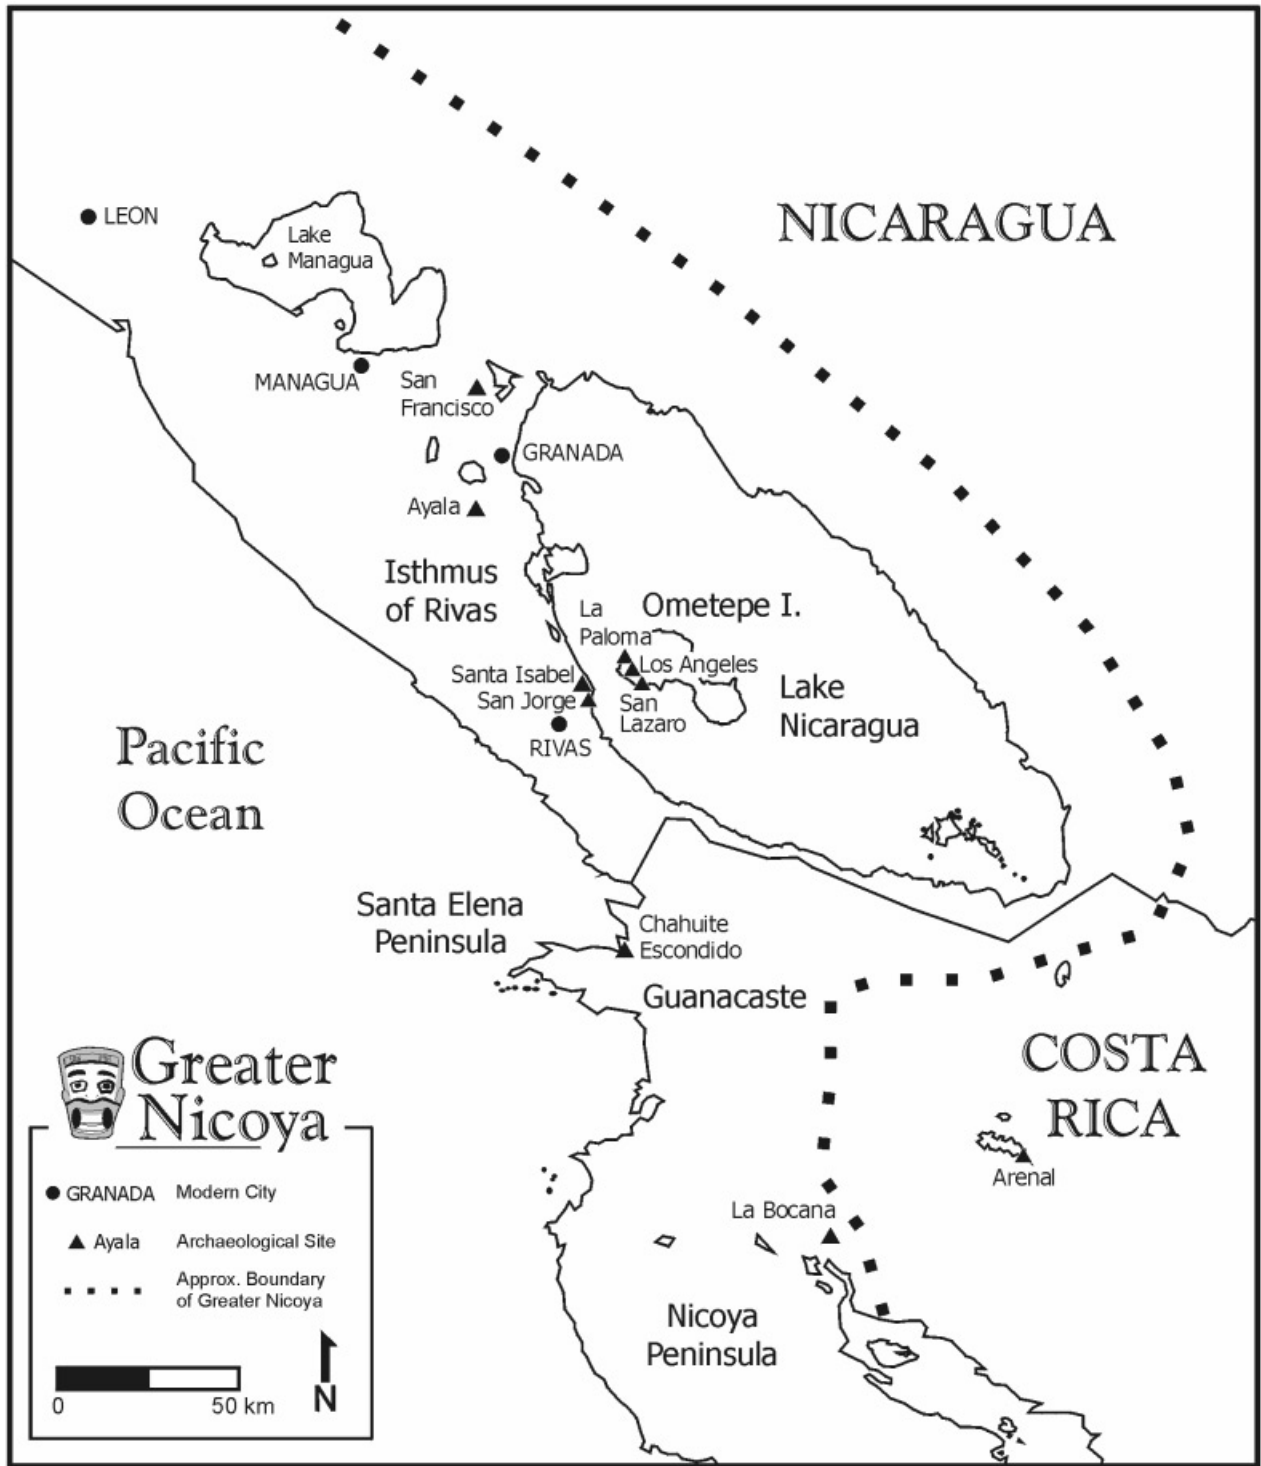 NICARAGUA
LEON
Lake
Managua
MANAGUA
San
Francisco
GRANADA
Ayala
Isthmus
of Rivas
La
Paloma
Ometepe I.
Los Angeles
Santa Isabel
San Jorge
San
Lazaro
RIVAS
Lake
Nicaragua
Pacific
Ocean
Santa Elena
Peninsula
Chahuite
Escondido
Guanacaste
COSTA
RICA
Arenal
La Bocana
Nicoya
Peninsula
Greater
Nicoya
GRANADA Modern City
Ayala Archaeological Site
Approx. Boundary
of Greater Nicoya
0 50 km
N